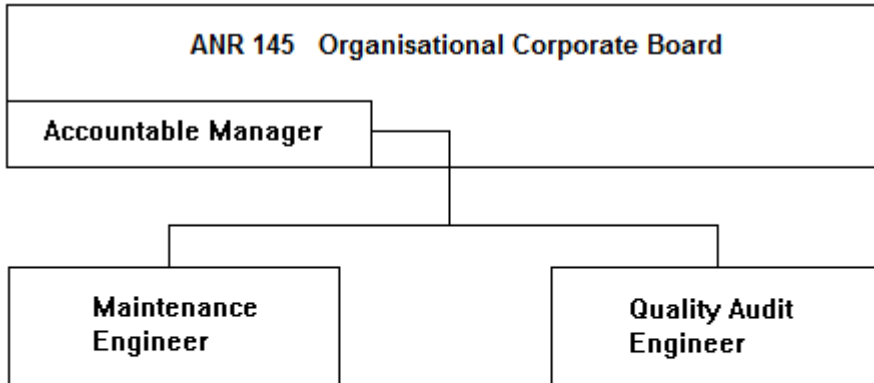 ANR 145 Organisational Corporate Board
Accountable Manager
Maintenance
Engineer
Quality Audit
Engineer